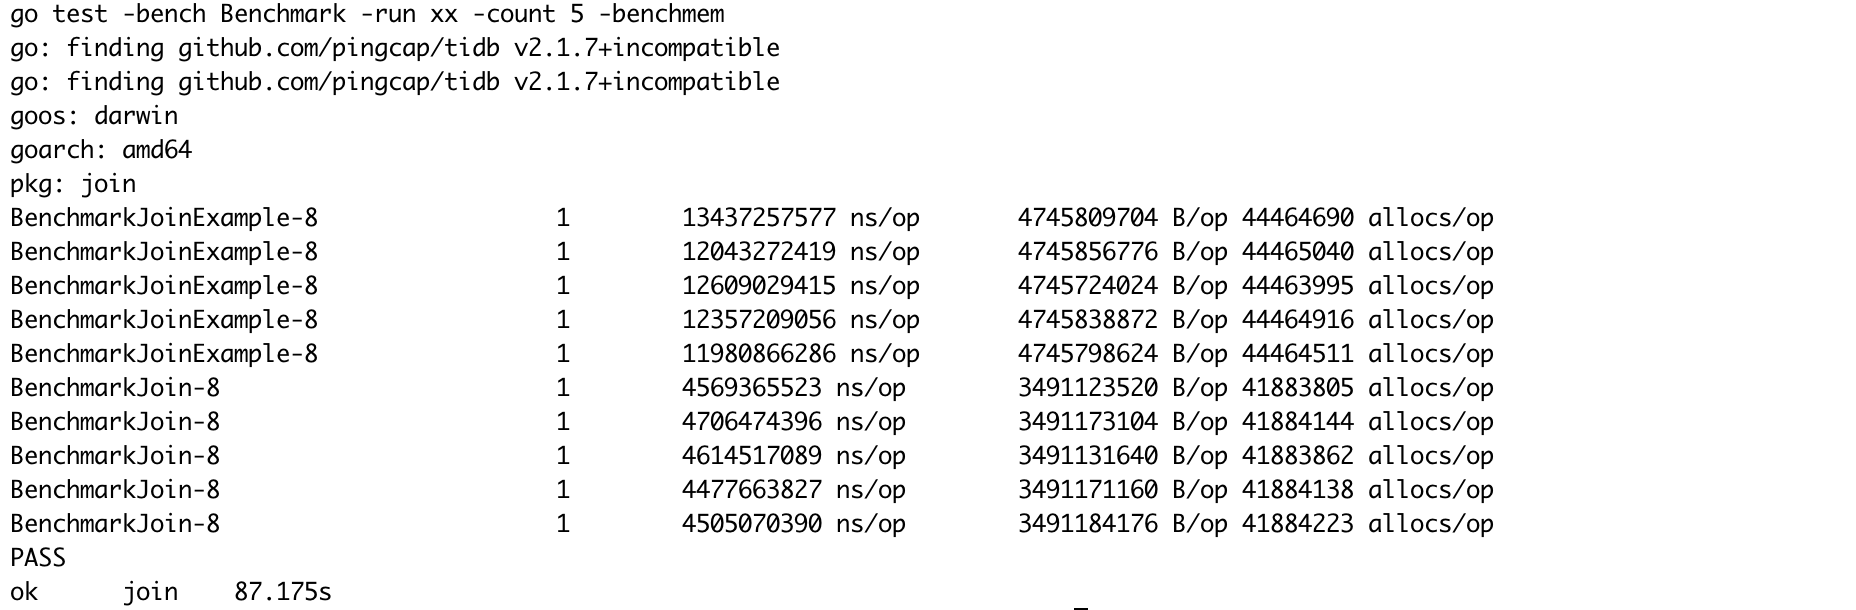 go test -bench Benchmark -run xx -count 5 -benchmem
go: finding github.com/pingcap/tidb v2.1.7+incompatible
go: finding github.com/pingcap/tidb v2.1.7+incompatible
goos: darwin
goarch: amd64
pkg: join
BenchmarkJoinExample-8 1 13437257577 ns/op 4745809704 B/op 44464690 allocs/op
BenchmarkJoinExample-8 1 12043272419 ns/op 4745856776 B/op 44465040 allocs/op
BenchmarkJoinExample-8 1 12609029415 ns/op 4745724024 B/op 44463995 allocs/op
BenchmarkJoinExample-8 1 12357209056 ns/op 4745838872 B/op 44464916 allocs/op
BenchmarkJoinExample-8 1 11980866286 ns/op 4745798624 B/op 44464511 allocs/op
BenchmarkJoin-8 1 4569365523 ns/op 3491123520 B/op 41883805 allocs/op
BenchmarkJoin-8 1 4706474396 ns/op 3491173104 B/op 41884144 allocs/op
BenchmarkJoin-8 1 4614517089 ns/op 3491131640 B/op 41883862 allocs/op
BenchmarkJoin-8 1 4477663827 ns/op 3491171160 B/op 41884138 allocs/op
BenchmarkJoin-8 1 4505070390 ns/op 3491184176 B/op 41884223 allocs/op
PASS
ok join 87.175s